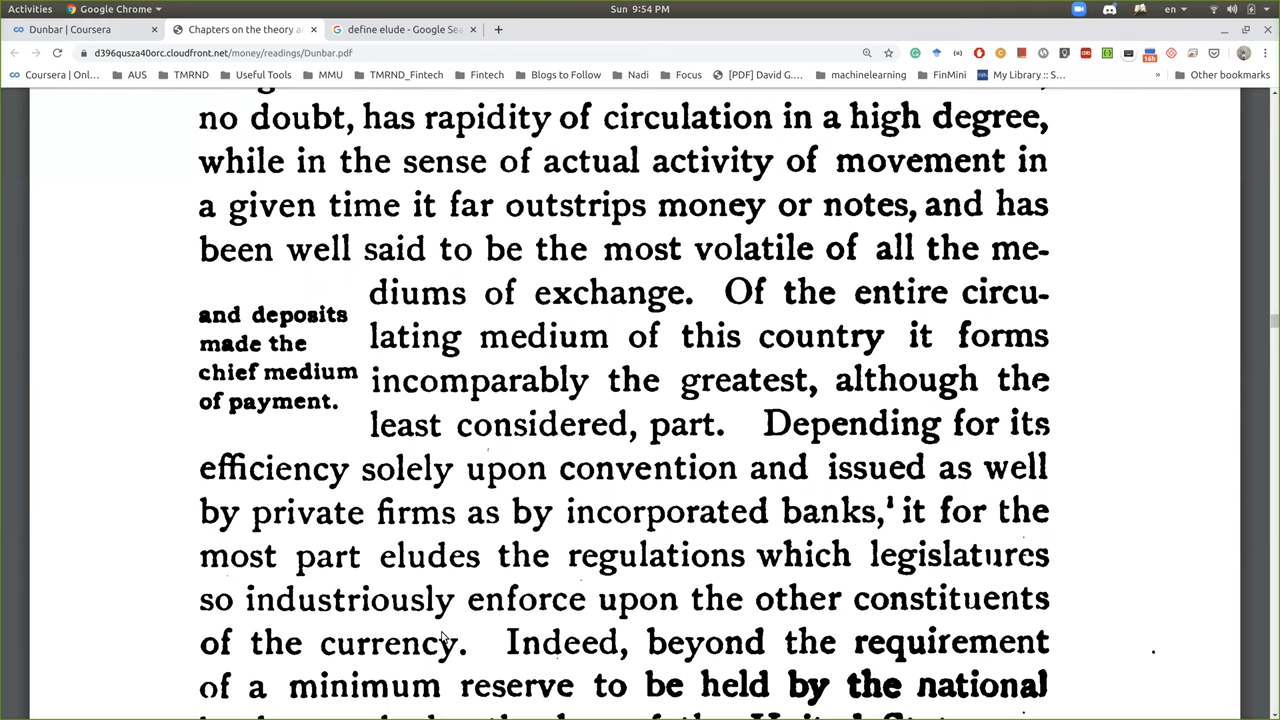 Activities
Google Chrome
Sun 9:54 PM
en
Dunbar | Coursera
Chapters on the theory a
define elude - Google Sea
d396qusza40orc.cloudfront.net/money/readings/Dunbar.pdf
Coursera | Onl...
AUS
TMRND
Useful Tools
MMU
TMRND_Fintech
Fintech
Blogs to Follow
Nadi
Focus
[PDF] David G....
machinelearning
FinMini
My Library :: S...
»
Other bookmarks
16h
no doubt, has rapidity of circulation in a high degree,
while in the sense of actual activity of movement in
a given time it far outstrips money or notes, and has
been well said to be the most volatile of all the me-
diums of exchange. Of the entire circu-
and deposits
made the
chief medium
of payment.
lating medium of this country it forms
incomparably the greatest, although the
least considered, part. Depending for its
efficiency solely upon convention and issued as well
by private firms as by incorporated banks,¹ it for the
most part eludes the regulations which legislatures
so industriously enforce upon the other constituents
of the currency. Indeed, beyond the requirement
of a minimum reserve to be held by the national